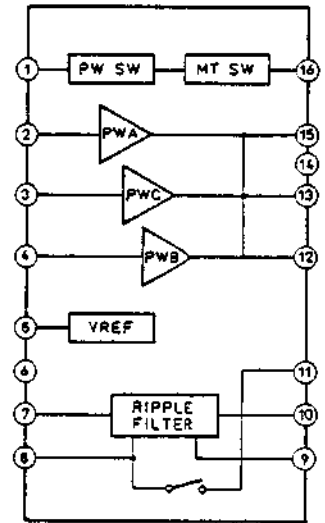 1 PW SW MT SW 16
2 PWA 15
14
3 PWC 13
4 PWB 12
5 VREF
6 11
7 RIPPLE FILTER 10
8 9